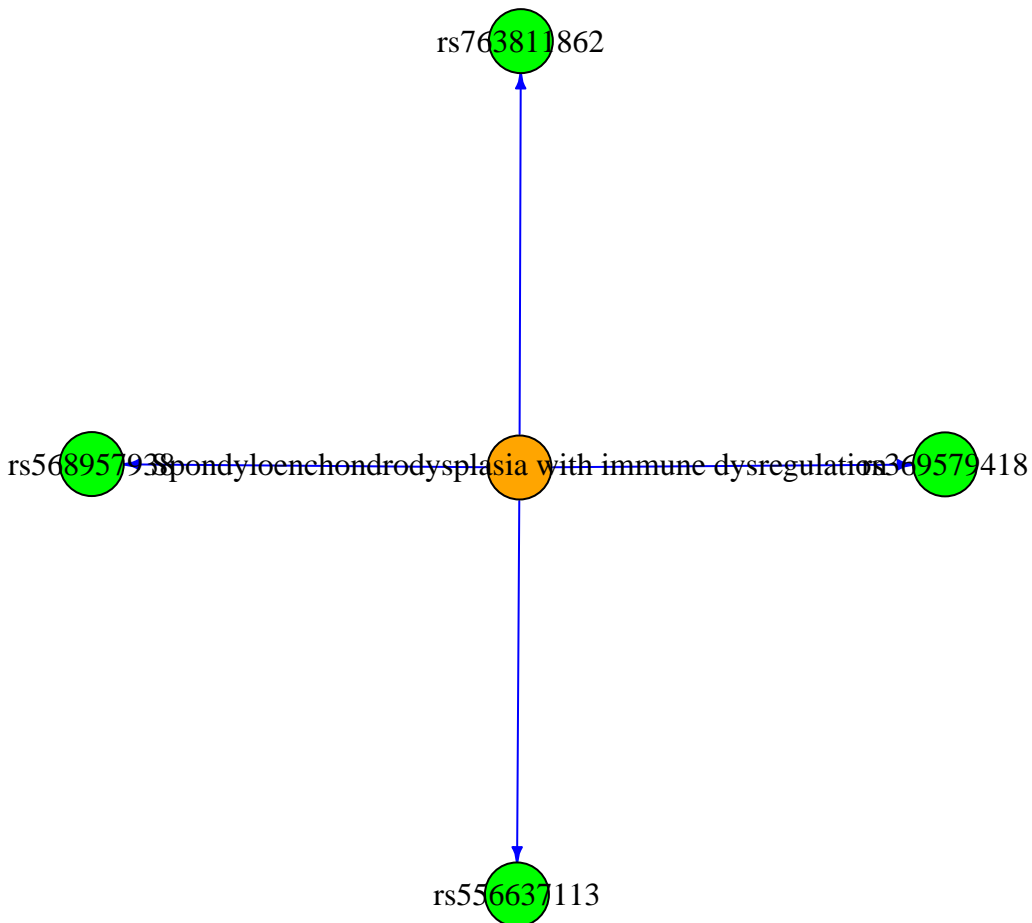 rs763811862
rs568957938
Spondyloenchondrodysplasia with immune dysregulation
rs369579418
rs556637113